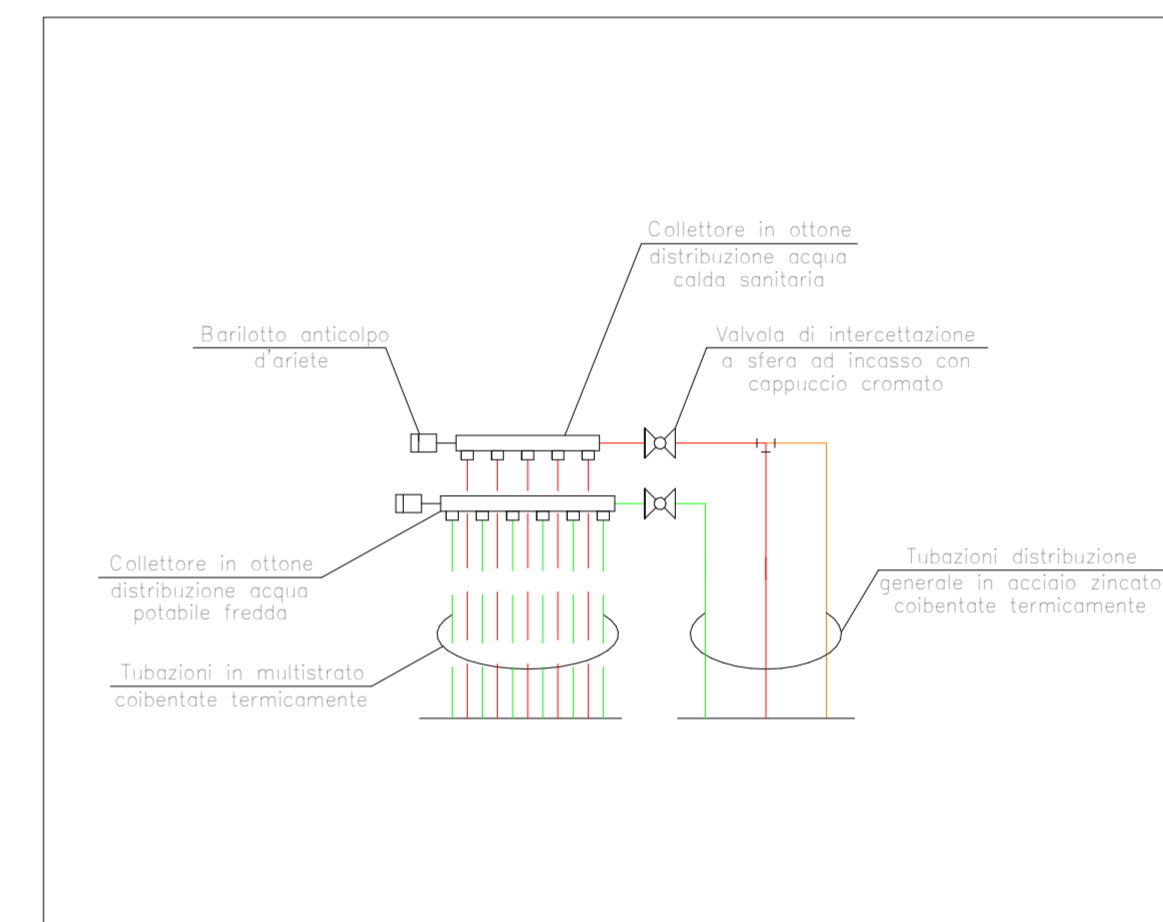 Collettore in ottone
distribuzione acqua
calda sanitaria
Barilotto anticolpo
d'ariete
Valvola di intercettazione
a sfera ad incasso con
cappuccio cromato
Collettore in ottone
distribuzione acqua
potabile fredda
Tubazioni distribuzione
generale in acciaio zincato
coibentate termicamente
Tubazioni in multistrato
coibentate termicamente